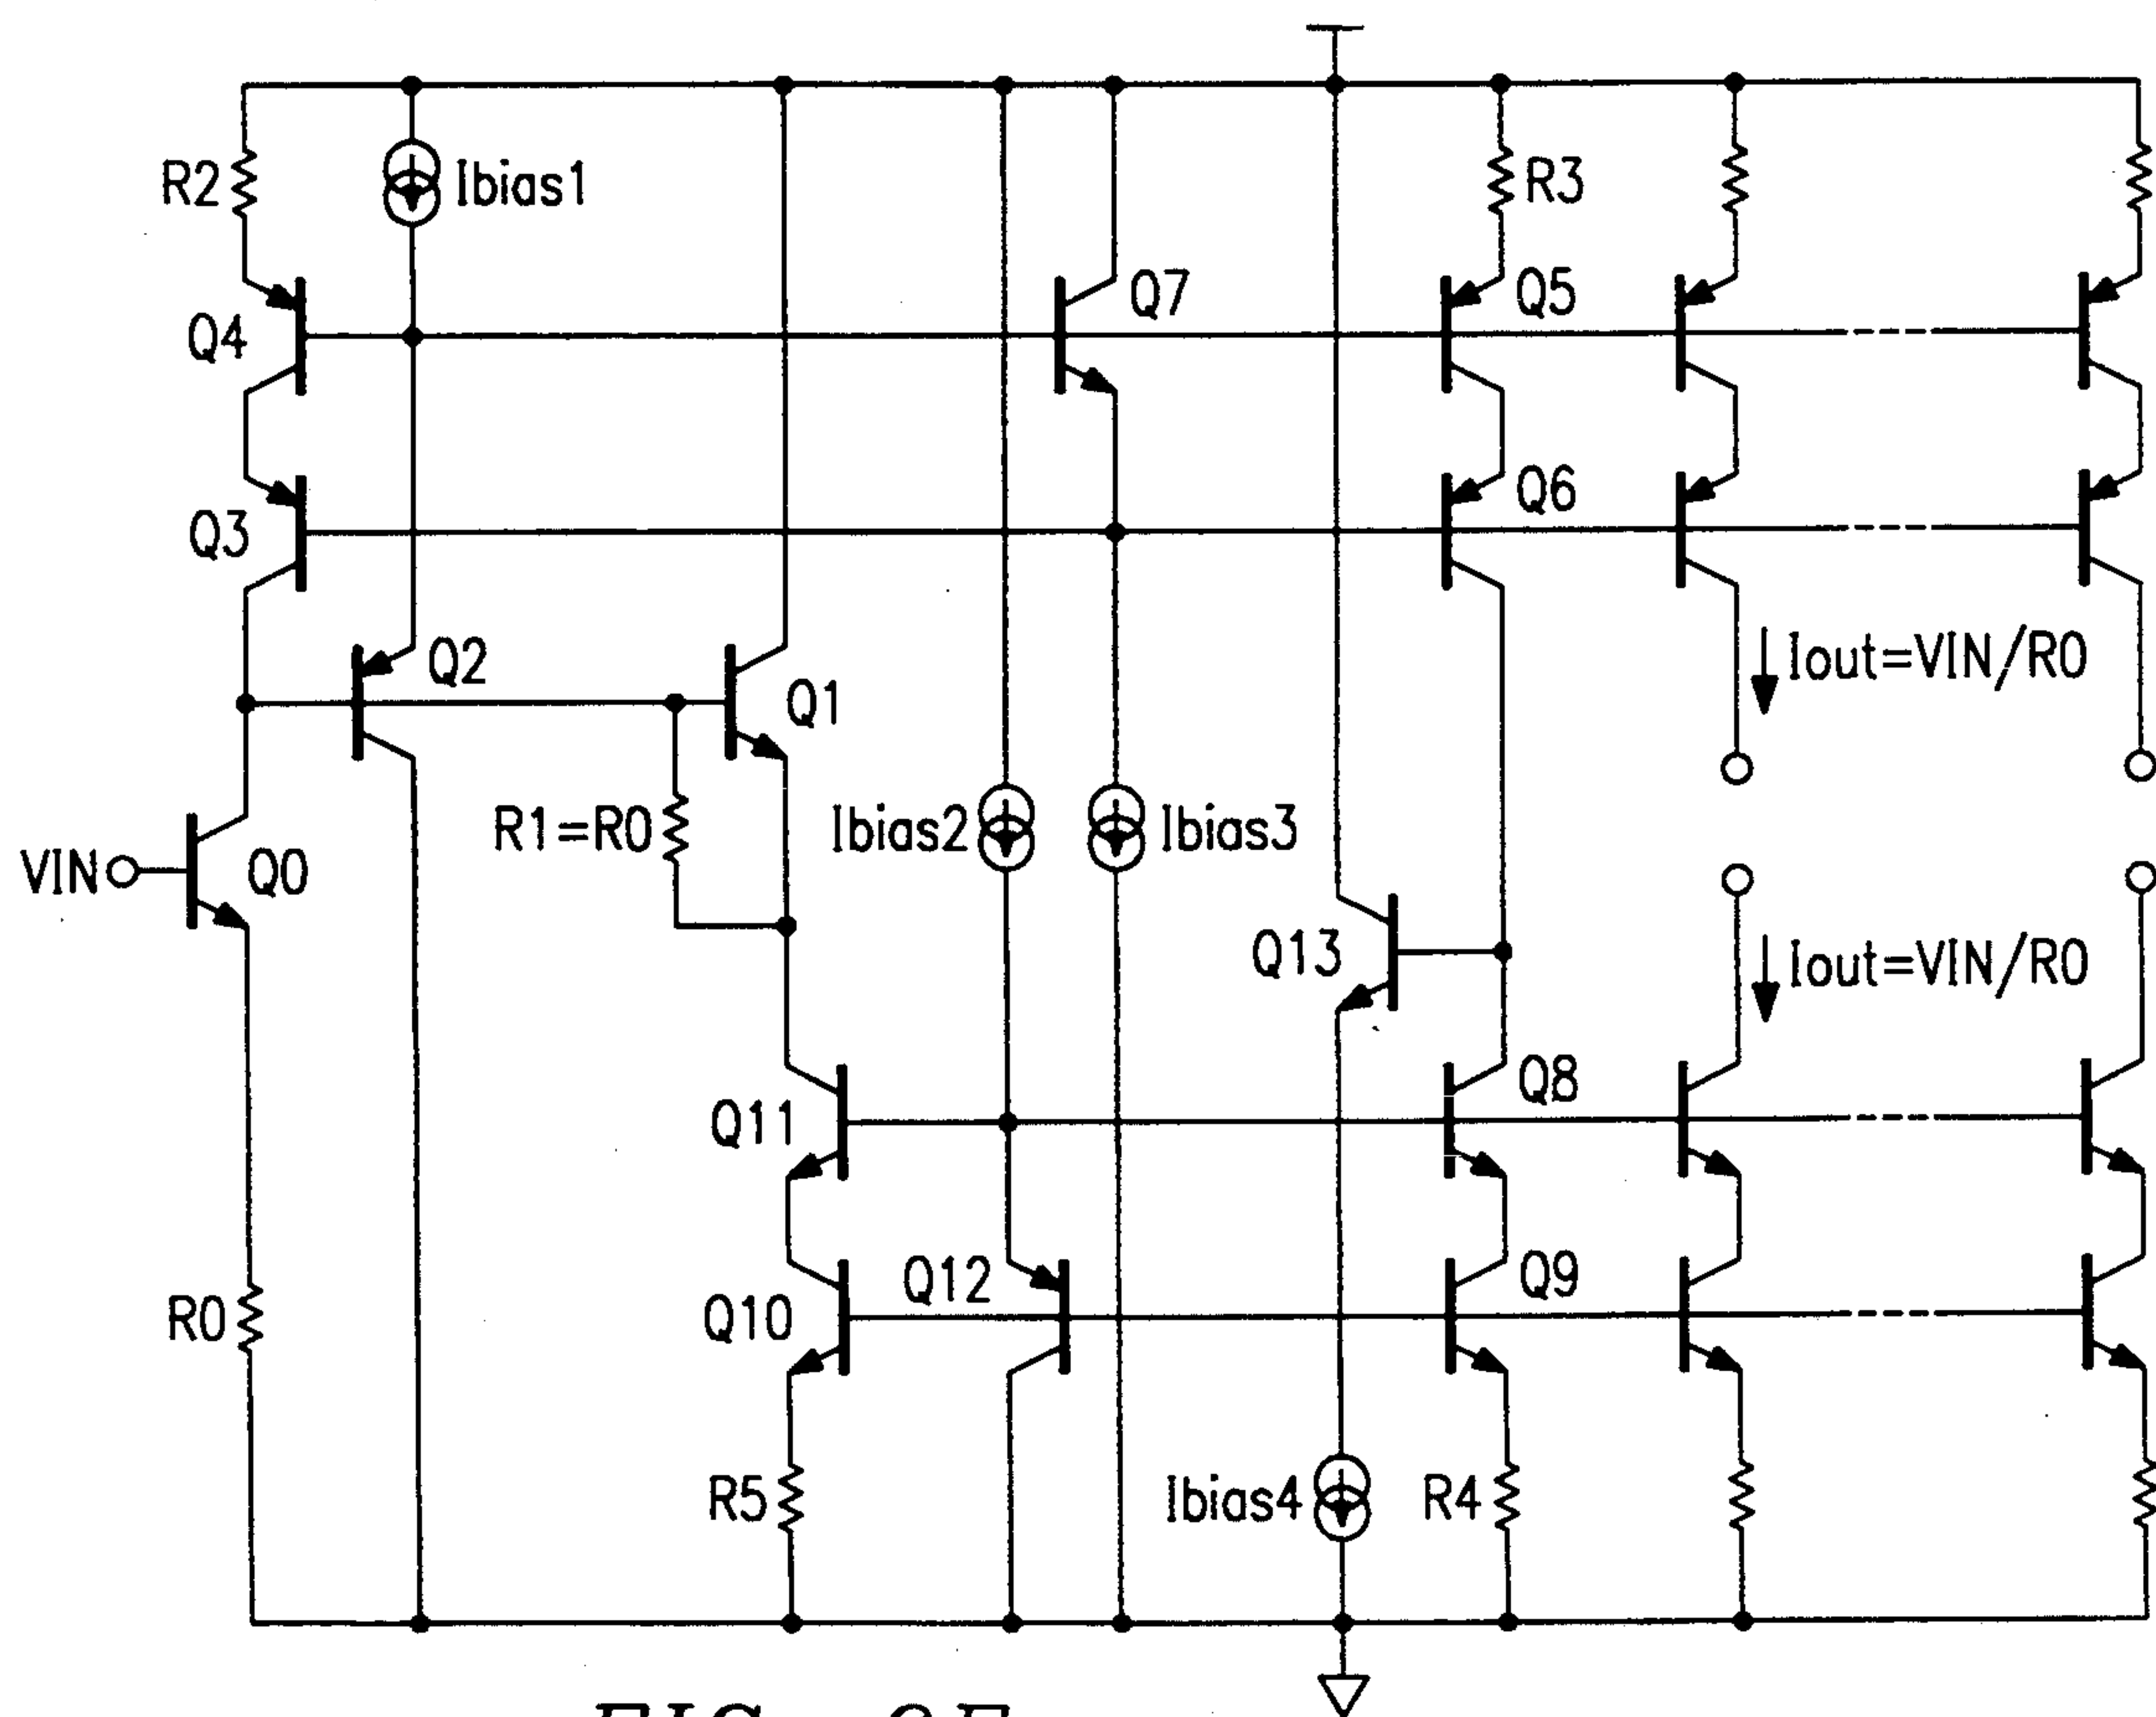 R2
Ibias1
R3
Q7
Q5
Q4
Q6
Q3
Q2
Q1
Iout=VIN/R0
R1=R0
Ibias2
Ibias3
VIN
Q0
Q13
Iout=VIN/R0
Q8
Q11
Q12
Q9
R0
Q10
R5
Ibias4
R4